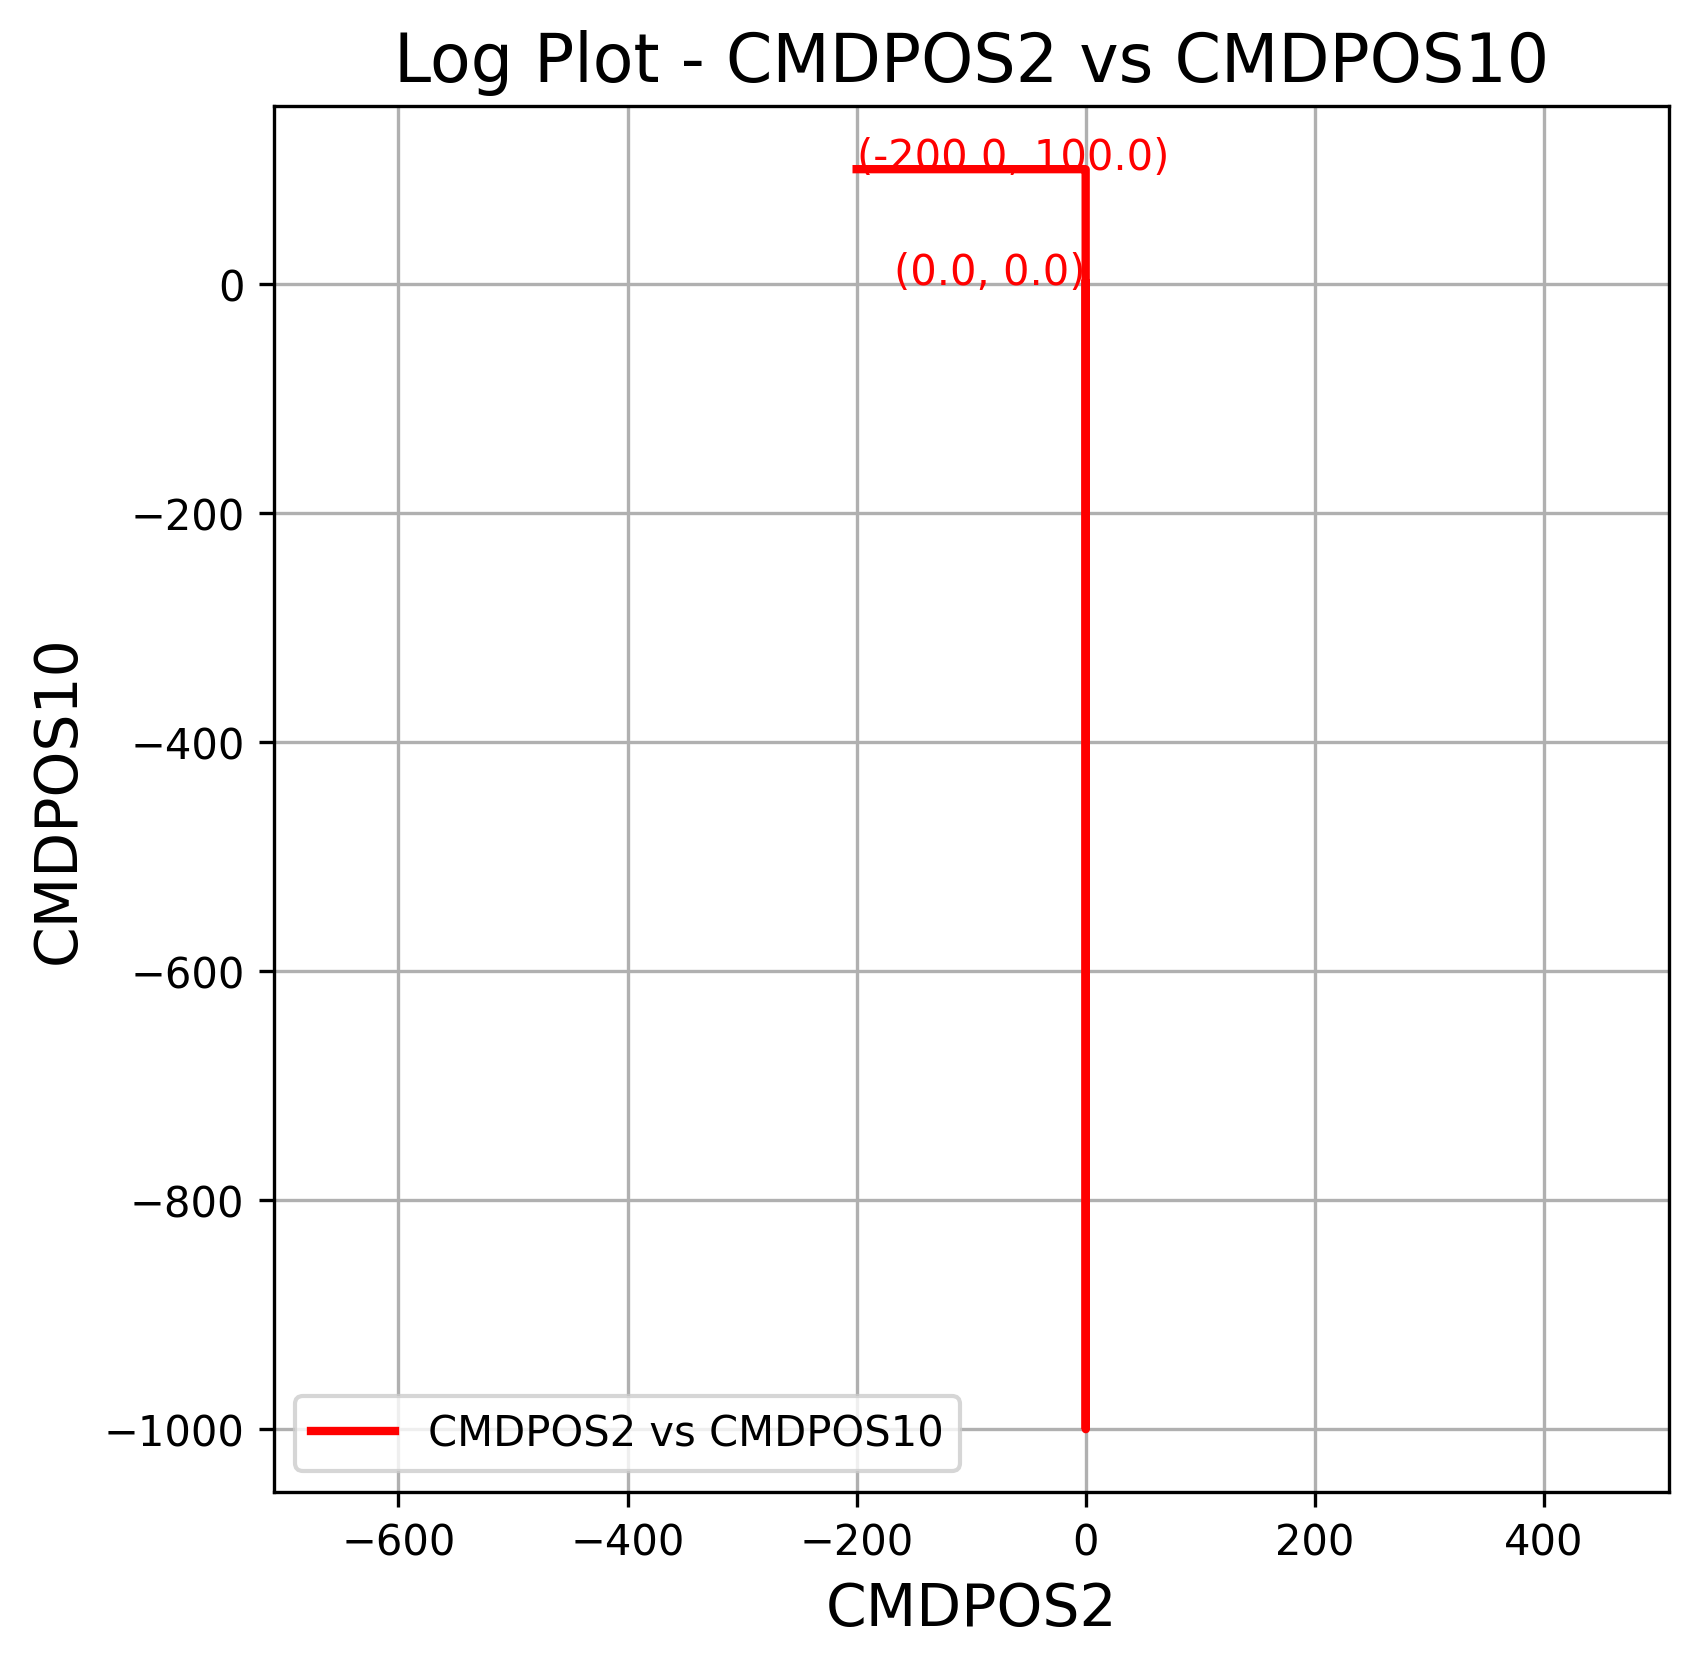 Log Plot - CMDPOS2 vs CMDPOS10
(-200.0, 100.0)
(0.0, 0.0)
0
−200
−400
−600
−800
−1000
CMDPOS10
CMDPOS2 vs CMDPOS10
−600 −400 −200 0 200 400
CMDPOS2